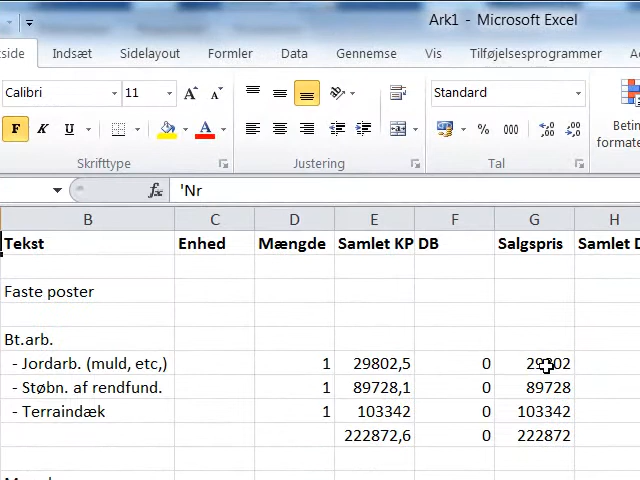 Ark1 - Microsoft Excel
side Indsæt Sidelayout Formler Data Gennemse Vis Tilføjelsesprogrammer
Calibri 11 A A Standard
F K U A % 000
Skrifttype Justering Tal
fx 'Nr
B C D E F G H
Tekst Enhed Mængde Samlet KP DB Salgspris Samlet D
Faste poster
Bt.arb.
- Jordarb. (muld, etc,) 1 29802,5 0 29802
- Støbn. af rendfund. 1 89728,1 0 89728
- Terraindæk 1 103342 0 103342
222872,6 0 222872